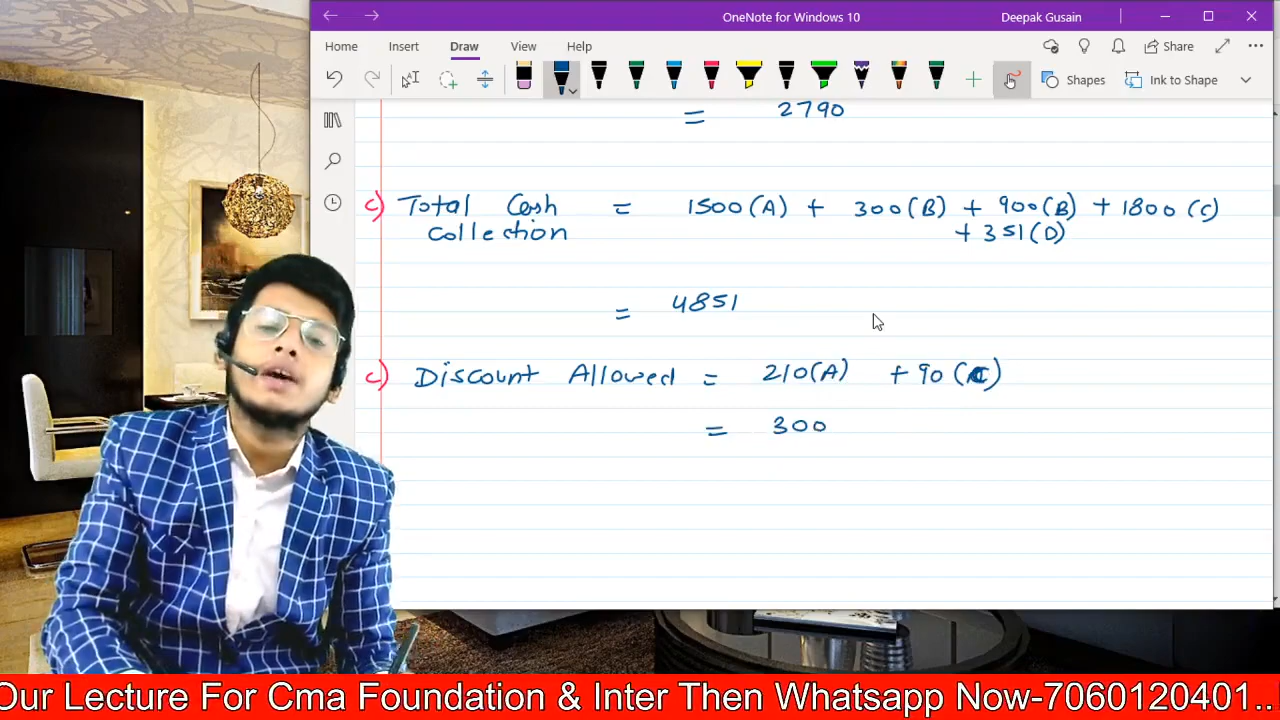 OneNote for Windows 10
Deepak Gusain
Home Insert Draw View Help Share
Shapes Ink to Shape
= 2790
c) Total Cash = 1500(A) + 300(B) + 900(B) + 1800(C)
collection + 351(D)
= 4851
c) Discount Allowed = 210(A) + 90(C)
= 300
Our Lecture For Cma Foundation & Inter Then Whatsapp Now-7060120401..